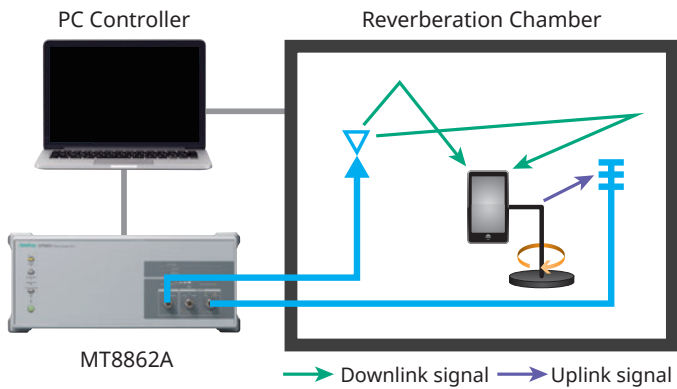 PC Controller
Reverberation Chamber
MT8862A
Downlink signal
Uplink signal